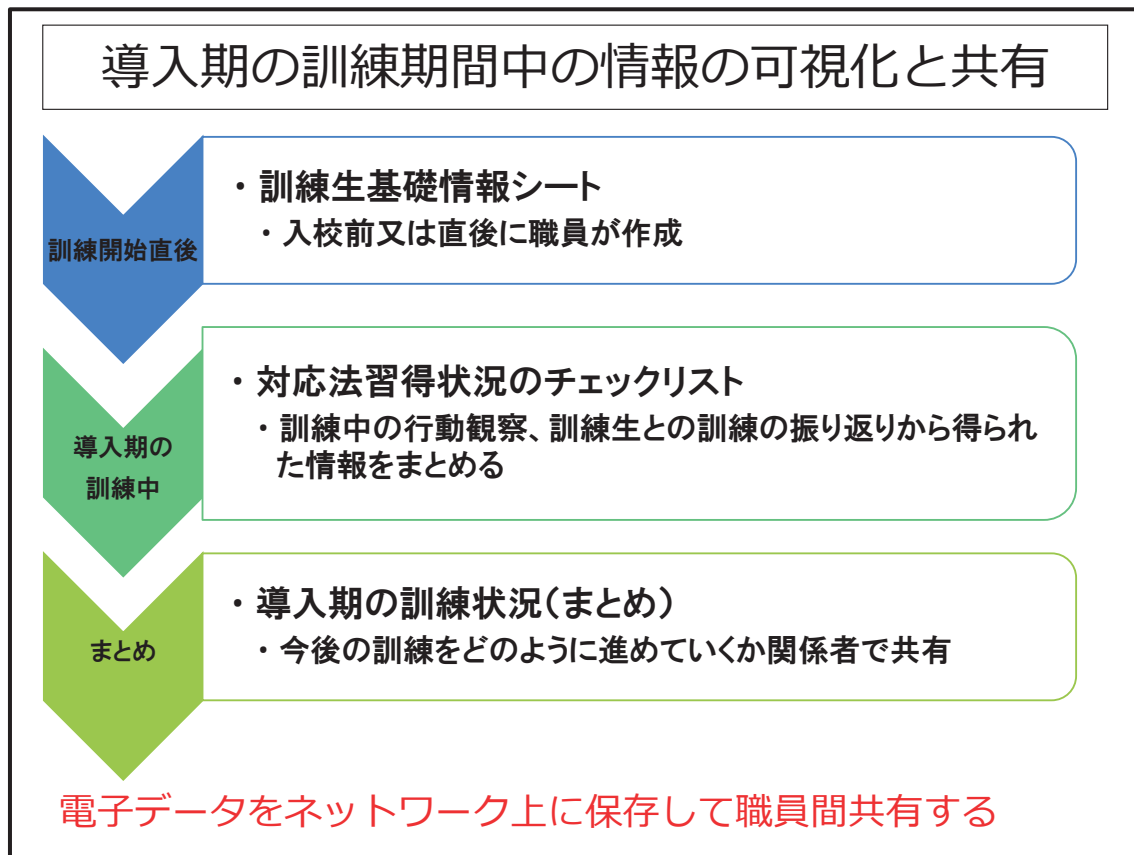 導入期の訓練期間中の情報の可視化と共有
訓練開始直後
・訓練生基礎情報シート
・入校前又は直後に職員が作成
導入期の
訓練中
・対応法習得状況のチェックリスト
・訓練中の行動観察、訓練生との訓練の振り返りから得られ
た情報をまとめる
まとめ
・導入期の訓練状況(まとめ)
・今後の訓練をどのように進めていくか関係者で共有
電子データをネットワーク上に保存して職員間共有する